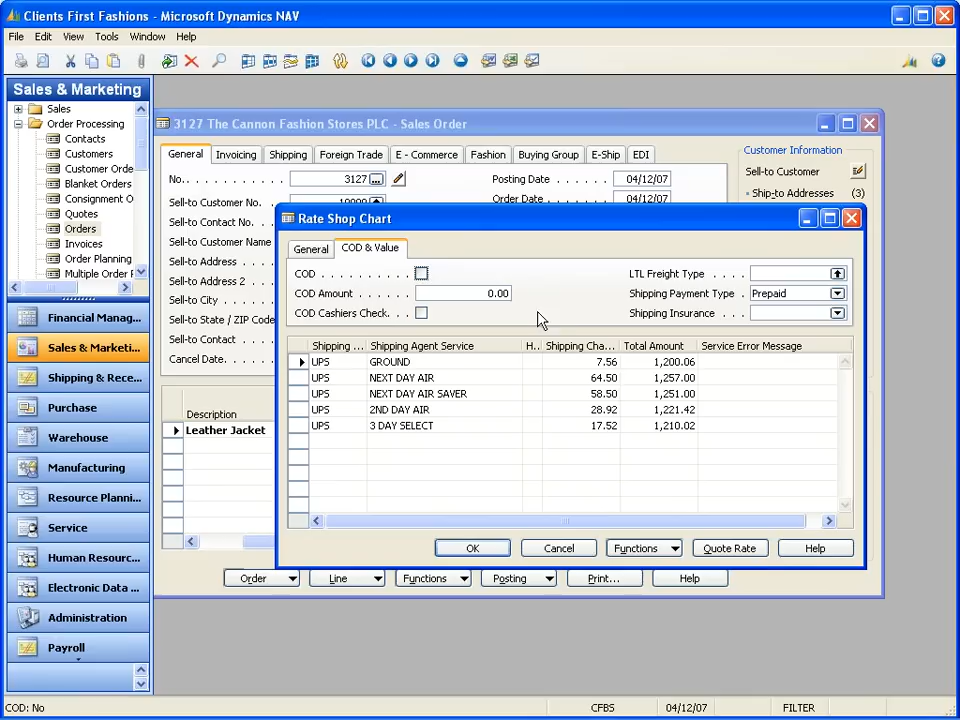 Clients First Fashions - Microsoft Dynamics NAV
File Edit View Tools Window Help
Sales & Marketing
Sales
Order Processing
Contacts
Customers
Customer Orde
Blanket Orders
Consignment O
Quotes
Orders
Invoices
Order Planning
Multiple Order F
Financial Manag...
Sales & Marketi...
Shipping & Rece...
Purchase
Warehouse
Manufacturing
Resource Planni...
Service
Human Resourc...
Electronic Data ...
Administration
Payroll
3127 The Cannon Fashion Stores PLC - Sales Order
General Invoicing Shipping Foreign Trade E - Commerce Fashion Buying Group E-Ship EDI
No. . . . . . . . . . . . 3127 Posting Date . . . . . . 04/12/07
Sell-to Customer No. . . Order Date . . . . . . . 04/12/07
Sell-to Contact No. . . .
Sell-to Customer Name
Sell-to Address . . . . .
Sell-to Address 2 . . . .
Sell-to City . . . . . . .
Sell-to State / ZIP Code
Sell-to Contact . . . . .
Cancel Date. . . . . . .
Customer Information
Sell-to Customer
Ship-to Addresses (3)
Description
Leather Jacket
Order Line Functions Posting Print... Help
Rate Shop Chart
General COD & Value
COD . . . . . . . . . . LTL Freight Type . . . .
COD Amount . . . . . . 0.00 Shipping Payment Type . Prepaid
COD Cashiers Check. . . Shipping Insurance . . .
Shipping ... Shipping Agent Service H.. Shipping Cha... Total Amount Service Error Message
UPS GROUND 7.56 1,200.06
UPS NEXT DAY AIR 64.50 1,257.00
UPS NEXT DAY AIR SAVER 58.50 1,251.00
UPS 2ND DAY AIR 28.92 1,221.42
UPS 3 DAY SELECT 17.52 1,210.02
OK Cancel Functions Quote Rate Help
COD: No CFBS 04/12/07 FILTER